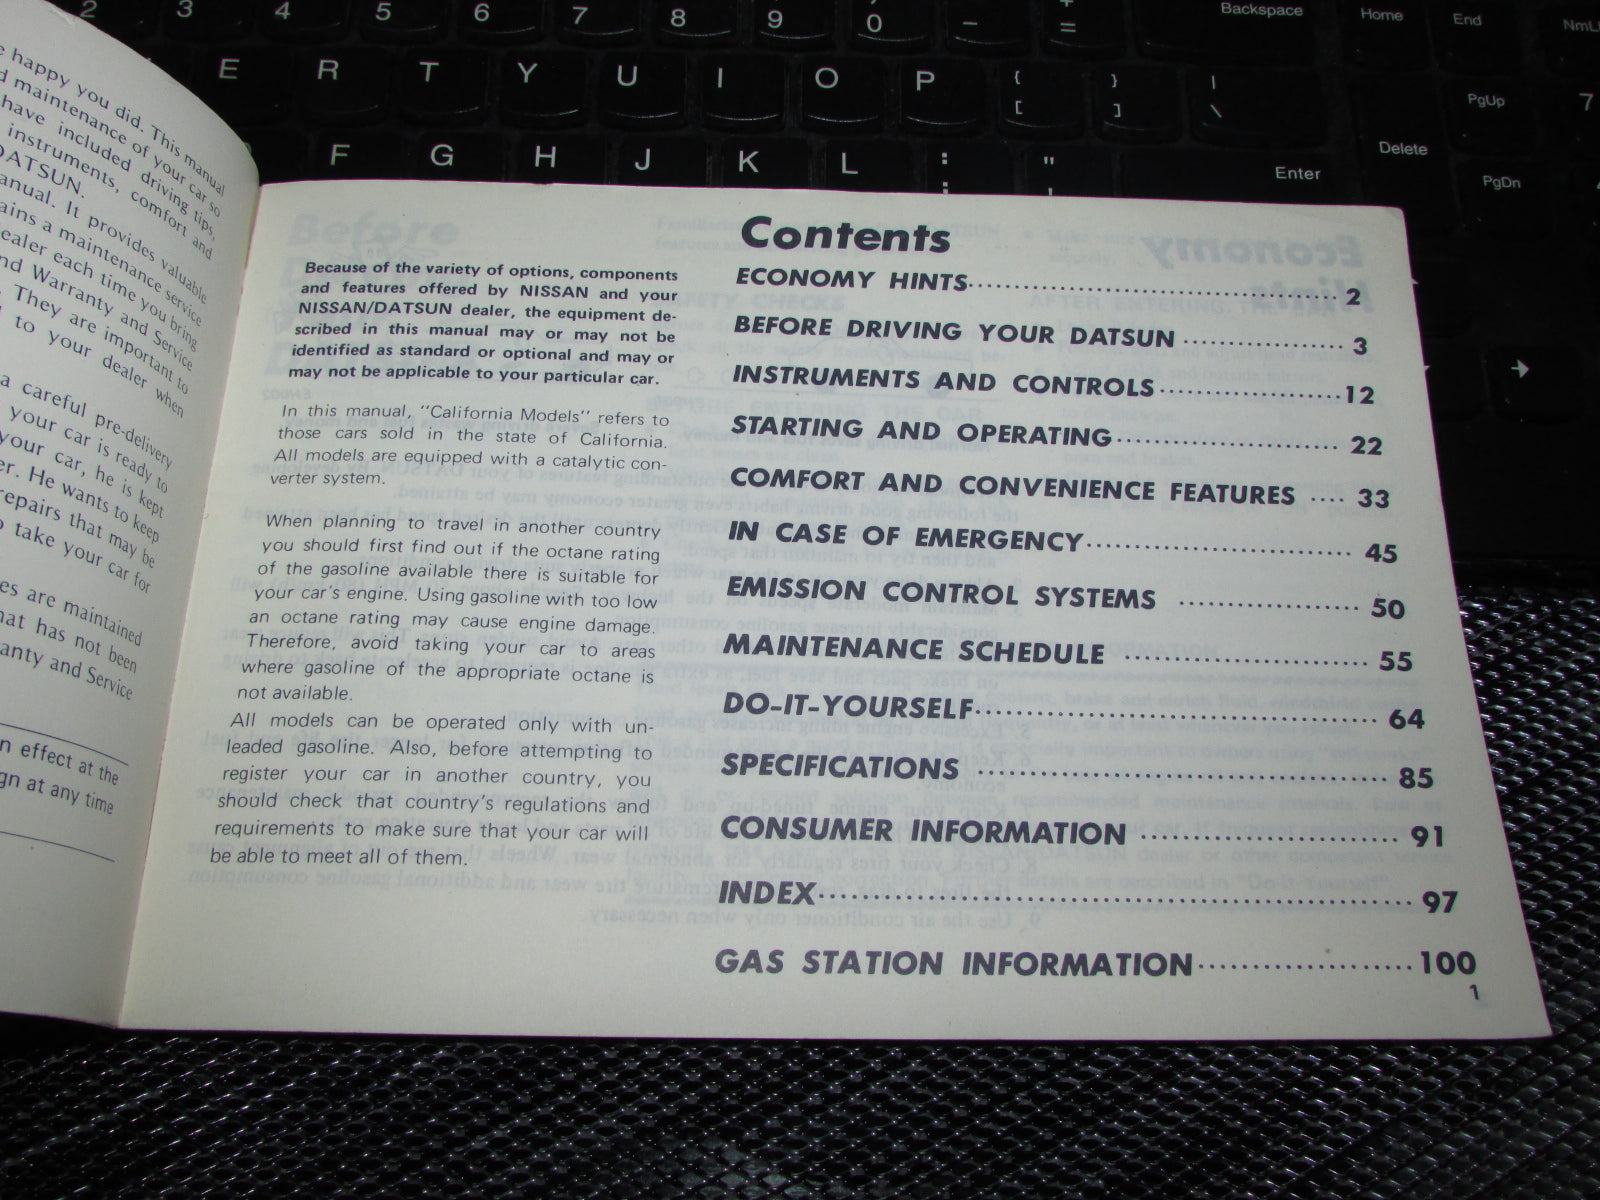 2 3 4 5 6 7 8 9 0 – + =
Backspace Home End
E R T Y U I O P { [ } ] | \
PgUp 7
F G H J K L : ; " '
Enter Delete PgDn
happy you did. This manual
maintenance of your car so
have included driving tips,
instruments, comfort and
DATSUN.
It provides valuable
a maintenance service
each time you bring
Warranty and Service
They are important to
to your dealer when
a careful pre-delivery
your car is ready to
your car, he is kept
He wants to keep
repairs that may be
take your car for
are maintained
has not been
and Service
effect at the
at any time
Because of the variety of options, components
and features offered by NISSAN and your
NISSAN/DATSUN dealer, the equipment de-
scribed in this manual may or may not be
identified as standard or optional and may or
may not be applicable to your particular car.
In this manual, "California Models" refers to
those cars sold in the state of California.
All models are equipped with a catalytic con-
verter system.
When planning to travel in another country
you should first find out if the octane rating
of the gasoline available there is suitable for
your car's engine. Using gasoline with too low
an octane rating may cause engine damage.
Therefore, avoid taking your car to areas
where gasoline of the appropriate octane is
not available.
All models can be operated only with un-
leaded gasoline. Also, before attempting to
register your car in another country, you
should check that country's regulations and
requirements to make sure that your car will
be able to meet all of them.
Contents
ECONOMY HINTS 2
BEFORE DRIVING YOUR DATSUN 3
INSTRUMENTS AND CONTROLS 12
STARTING AND OPERATING 22
COMFORT AND CONVENIENCE FEATURES 33
IN CASE OF EMERGENCY 45
EMISSION CONTROL SYSTEMS 50
MAINTENANCE SCHEDULE 55
DO-IT-YOURSELF 64
SPECIFICATIONS 85
CONSUMER INFORMATION 91
INDEX 97
GAS STATION INFORMATION 100
1